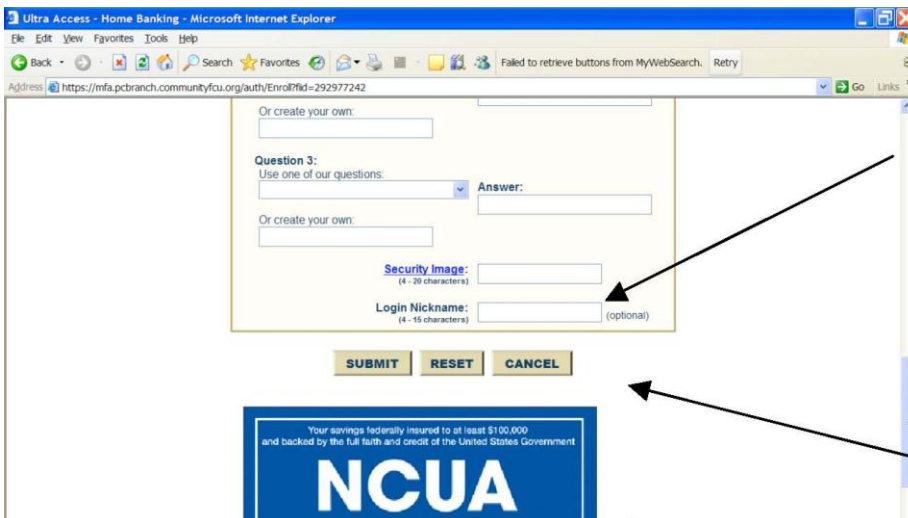 Ultra Access - Home Banking - Microsoft Internet Explorer
File Edit View Favorites Tools Help
Back Search Favorites Failed to retrieve buttons from MyWebSearch. Retry
Address https://mfa.pcbranch.communityfcu.org/auth/Enroll?fid=292977242 Go Links
Or create your own:
Question 3:
Use one of our questions:
Answer:
Or create your own:
Security Image:
(4 - 20 characters)
Login Nickname:
(4 - 15 characters)
(optional)
SUBMIT RESET CANCEL
Your savings federally insured to at least $100,000
and backed by the full faith and credit of the United States Government
NCUA